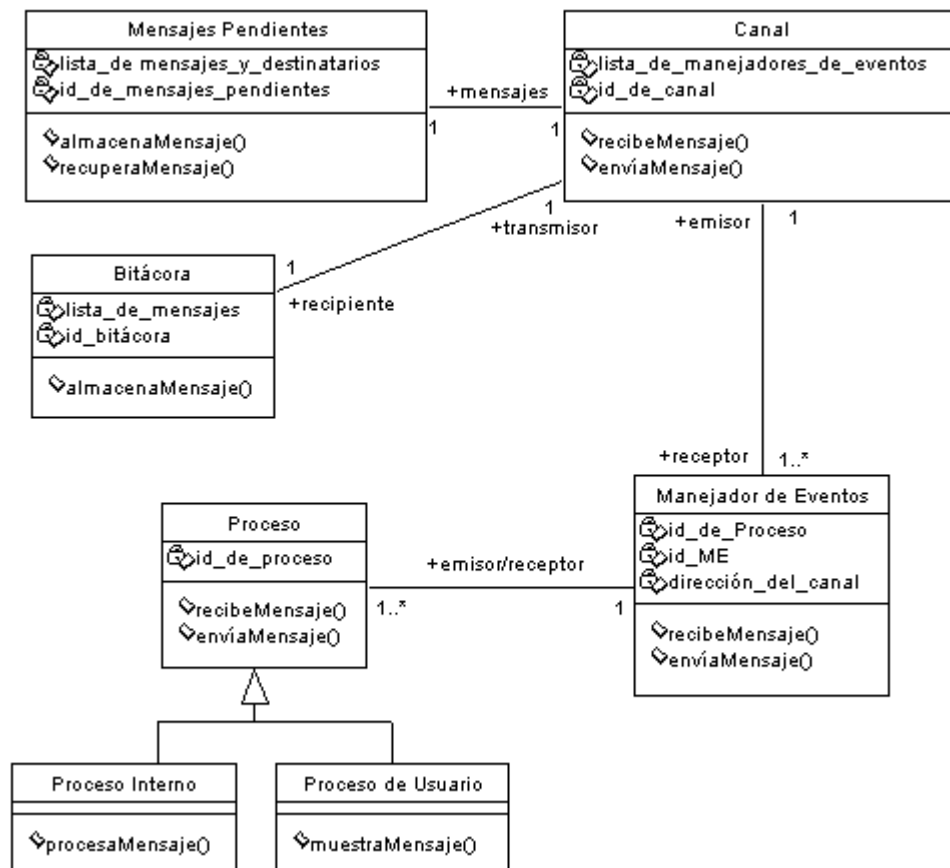 Mensajes Pendientes
lista_de mensajes_y_destinatarios
id_de_mensajes_pendientes
almacenaMensaje()
recuperaMensaje()
+mensajes
1
1
Canal
lista_de_manejadores_de_eventos
id_de_canal
recibeMensaje()
envíaMensaje()
1
+transmisor
+emisor
1
Bitácora
lista_de_mensajes
id_bitácora
almacenaMensaje()
1
+recipiente
+receptor
1..*
Manejador de Eventos
id_de_Proceso
id_ME
dirección_del_canal
recibeMensaje()
envíaMensaje()
Proceso
id_de_proceso
recibeMensaje()
envíaMensaje()
+emisor/receptor
1..*
1
Proceso Interno
procesaMensaje()
Proceso de Usuario
muestraMensaje()